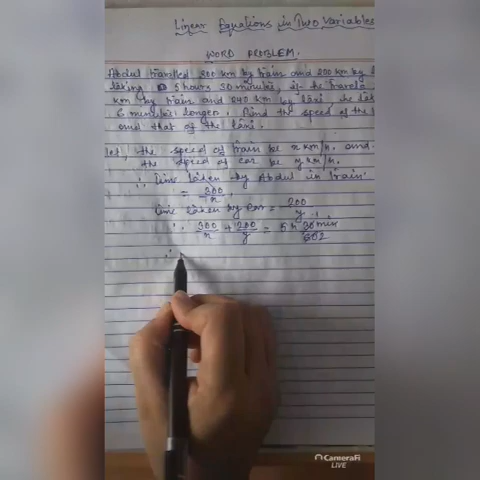 Linear Equations in Two Variables
WORD PROBLEM.
Abdul travelled 300 km by train and 200 km by
taking 5 hours 30 minutes, if he travels
km by train and 240 km by taxi, he
6 minutes longer. Find the speed of the
and that of the taxi.
Let, the speed of train be x km/h, and
the speed of car be y km/h.
∴ Time taken by Abdul in train
= 300/x,
Time taken by car = 200/y
∴ 300/x + 200/y = 5 h 30 min
∴
CameraFi
LIVE